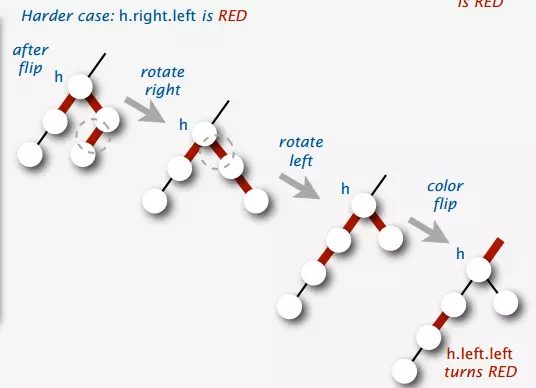 is RED
Harder case: h.right.left is RED
after
flip
h
rotate
right
h
rotate
left
h
color
flip
h
h.left.left
turns RED